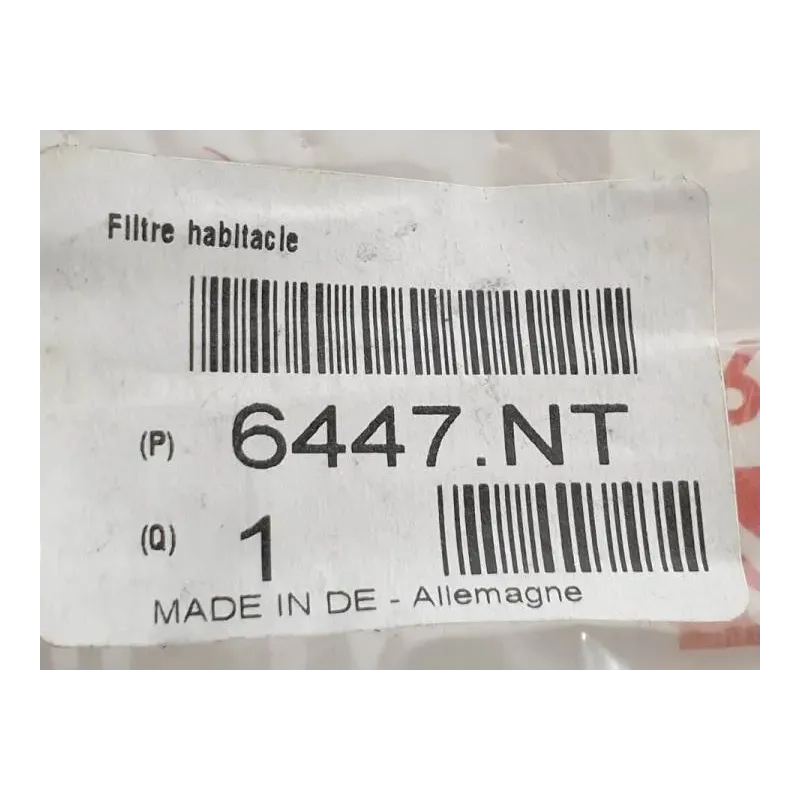 Filtre habitacle
(P) 6447.NT
(Q) 1
MADE IN DE - Allemagne